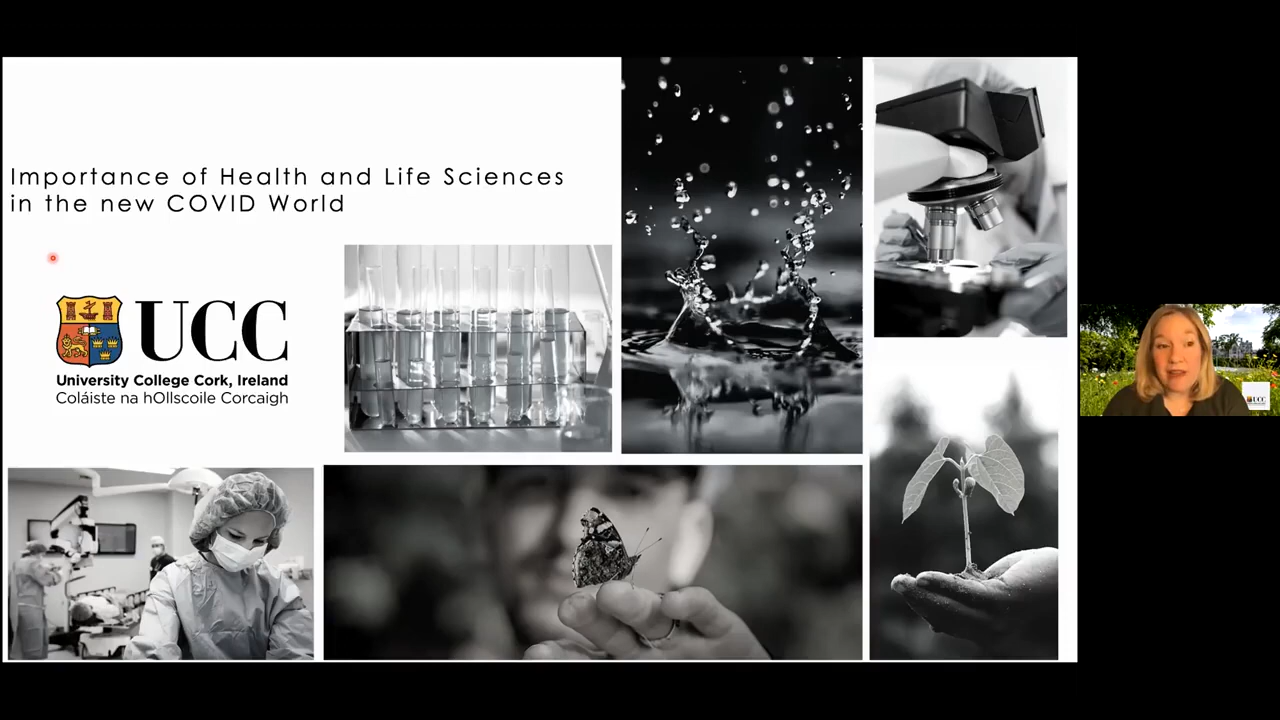 Importance of Health and Life Sciences
in the new COVID World
UCC
University College Cork, Ireland
Coláiste na hOllscoile Corcaigh
UCC